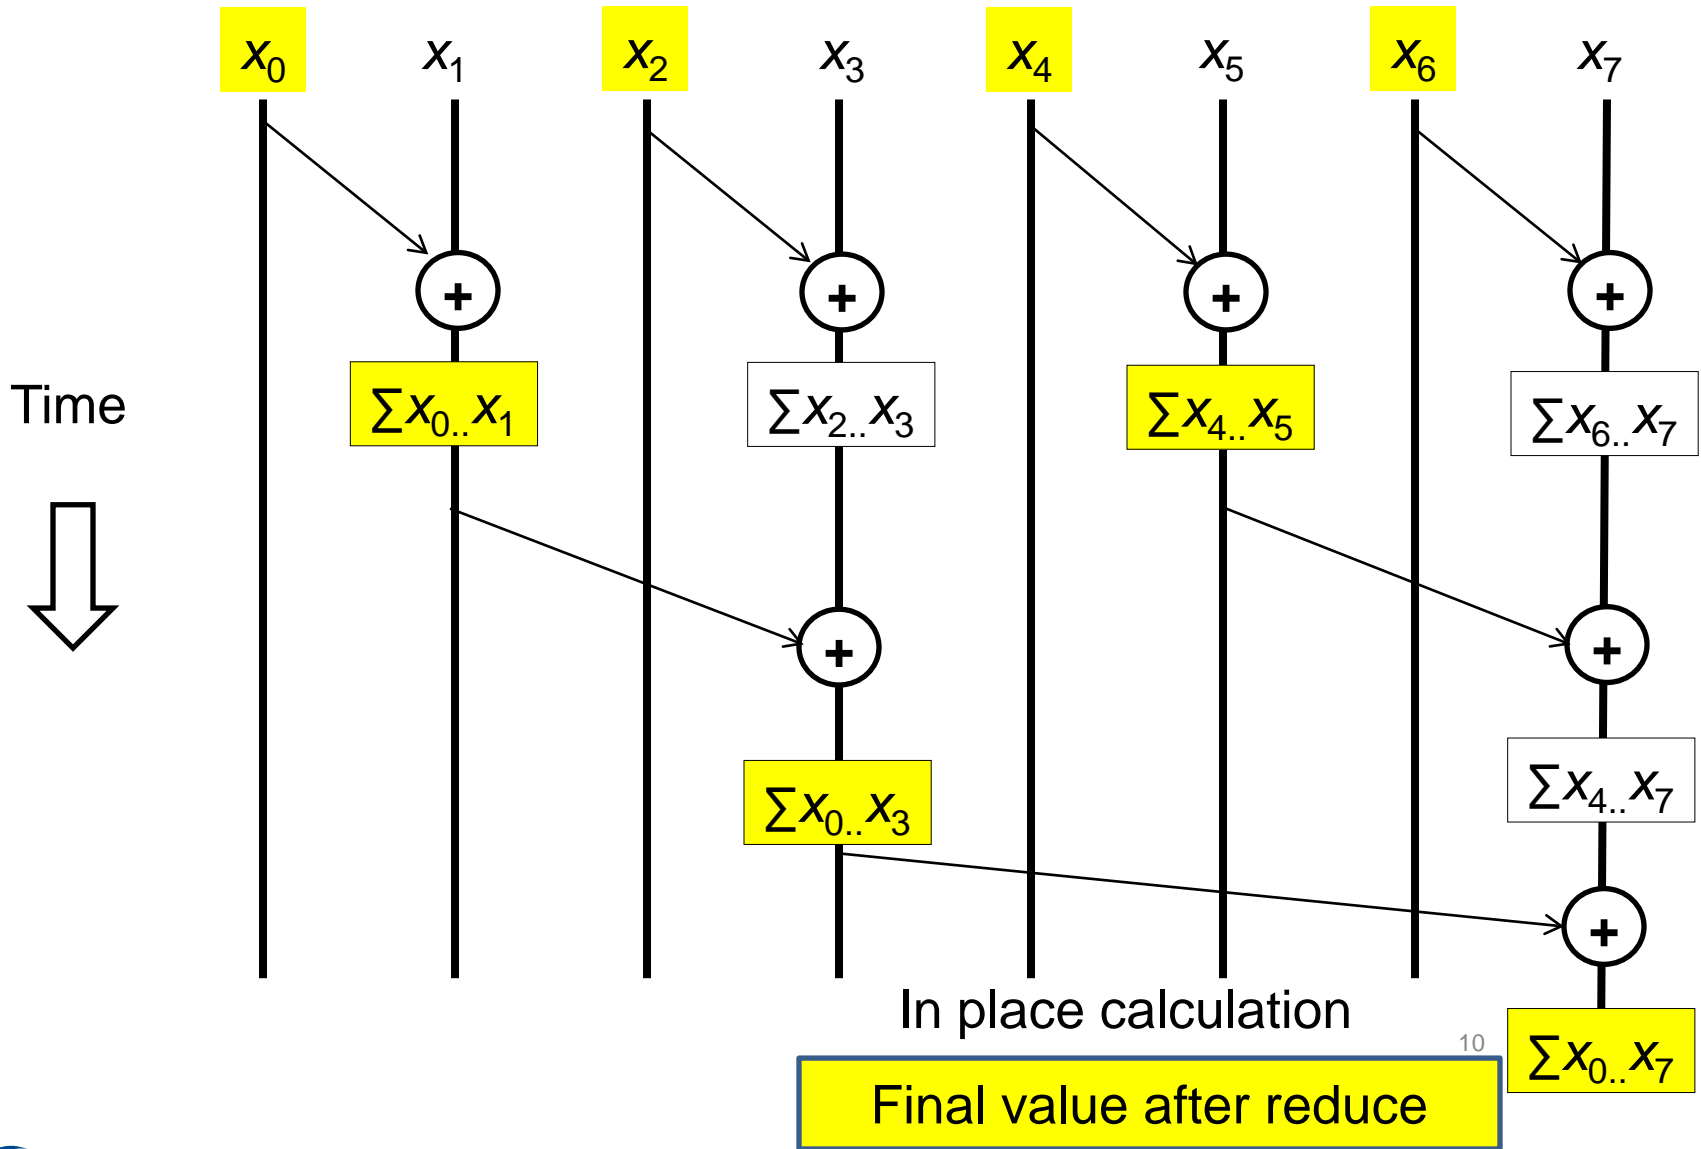 x₀ x₁ x₂ x₃ x₄ x₅ x₆ x₇
+ + + +
Time
∑x₀..x₁ ∑x₂..x₃ ∑x₄..x₅ ∑x₆..x₇
+ +
∑x₀..x₃ ∑x₄..x₇
+
In place calculation
10
∑x₀..x₇
Final value after reduce